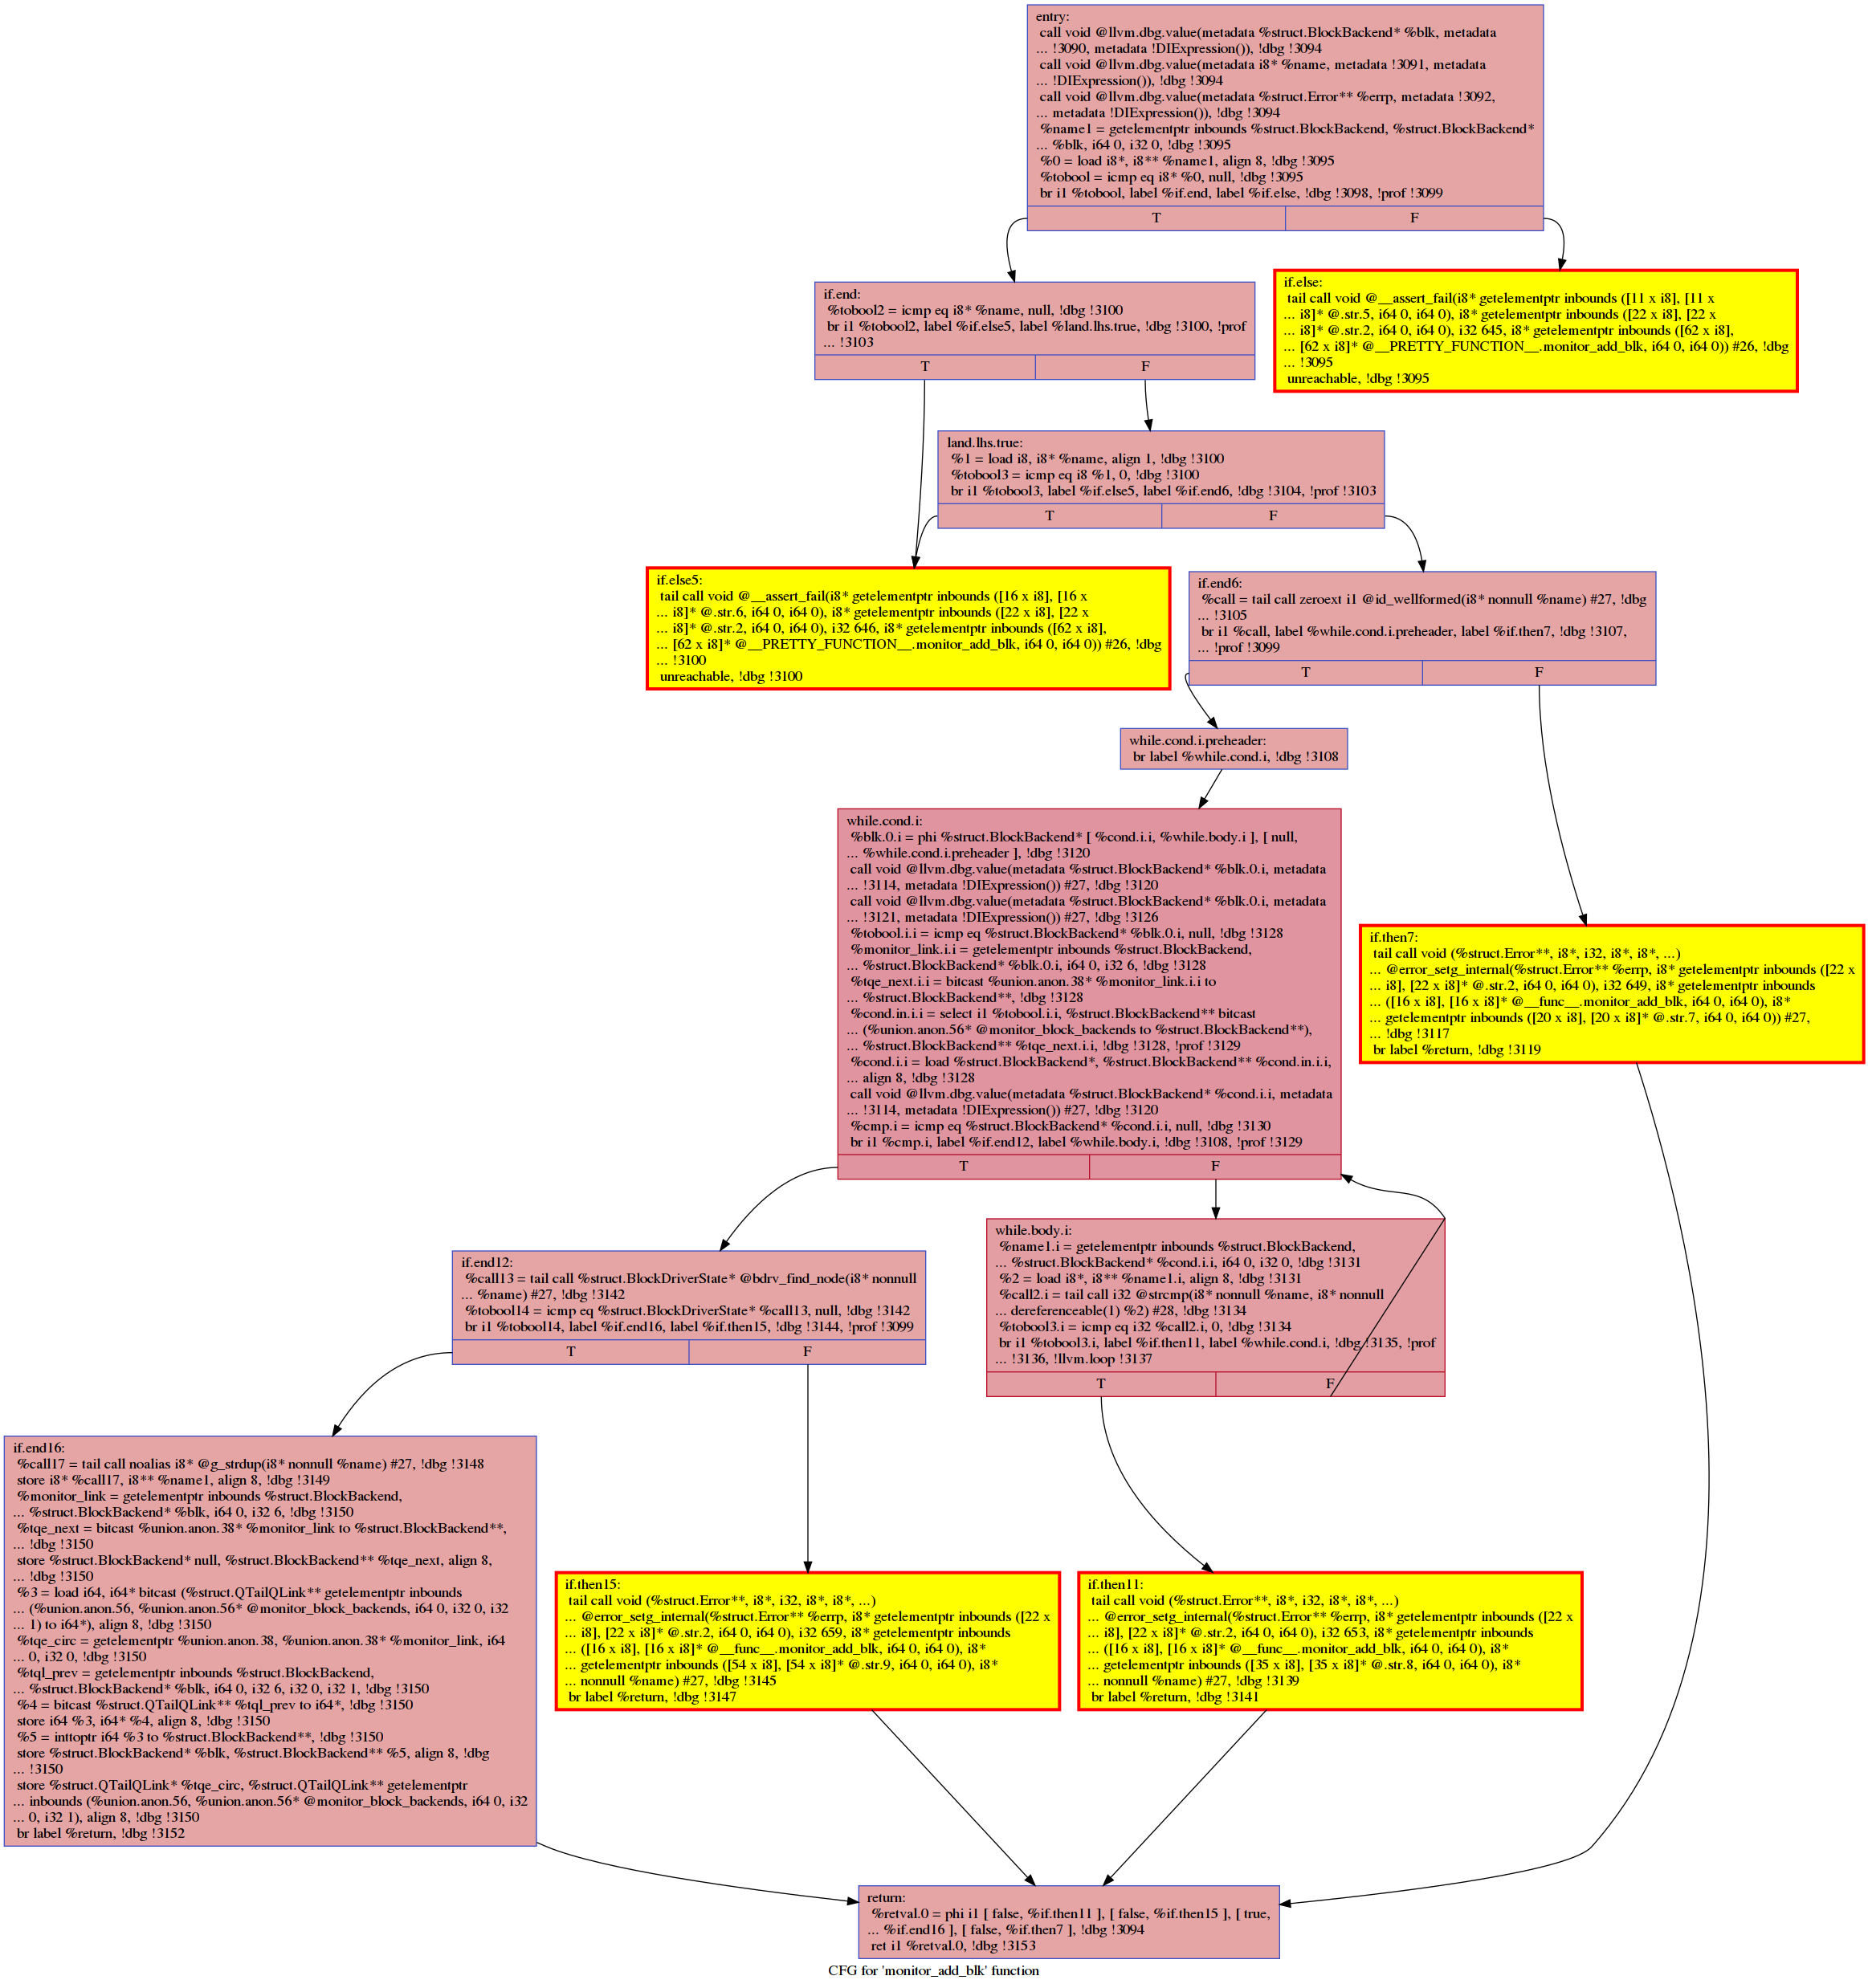 entry:
call void @llvm.dbg.value(metadata %struct.BlockBackend* %blk, metadata
... !3090, metadata !DIExpression()), !dbg !3094
call void @llvm.dbg.value(metadata i8* %name, metadata !3091, metadata
... !DIExpression()), !dbg !3094
call void @llvm.dbg.value(metadata %struct.Error** %errp, metadata !3092,
... metadata !DIExpression()), !dbg !3094
%name1 = getelementptr inbounds %struct.BlockBackend, %struct.BlockBackend*
... %blk, i64 0, i32 0, !dbg !3095
%0 = load i8*, i8** %name1, align 8, !dbg !3095
%tobool = icmp eq i8* %0, null, !dbg !3095
br i1 %tobool, label %if.end, label %if.else, !dbg !3098, !prof !3099
T F
if.else:
tail call void @__assert_fail(i8* getelementptr inbounds ([11 x i8], [11 x
... i8]* @.str.5, i64 0, i64 0), i8* getelementptr inbounds ([22 x i8], [22 x
... i8]* @.str.2, i64 0, i64 0), i32 645, i8* getelementptr inbounds ([62 x i8],
... [62 x i8]* @__PRETTY_FUNCTION__.monitor_add_blk, i64 0, i64 0)) #26, !dbg
... !3095
unreachable, !dbg !3095
if.end:
%tobool2 = icmp eq i8* %name, null, !dbg !3100
br i1 %tobool2, label %if.else5, label %land.lhs.true, !dbg !3100, !prof
... !3103
T F
land.lhs.true:
%1 = load i8, i8* %name, align 1, !dbg !3100
%tobool3 = icmp eq i8 %1, 0, !dbg !3100
br i1 %tobool3, label %if.else5, label %if.end6, !dbg !3104, !prof !3103
T F
if.else5:
tail call void @__assert_fail(i8* getelementptr inbounds ([16 x i8], [16 x
... i8]* @.str.6, i64 0, i64 0), i8* getelementptr inbounds ([22 x i8], [22 x
... i8]* @.str.2, i64 0, i64 0), i32 646, i8* getelementptr inbounds ([62 x i8],
... [62 x i8]* @__PRETTY_FUNCTION__.monitor_add_blk, i64 0, i64 0)) #26, !dbg
... !3100
unreachable, !dbg !3100
if.end6:
%call = tail call zeroext i1 @id_wellformed(i8* nonnull %name) #27, !dbg
... !3105
br i1 %call, label %while.cond.i.preheader, label %if.then7, !dbg !3107,
... !prof !3099
T F
while.cond.i.preheader:
br label %while.cond.i, !dbg !3108
while.cond.i:
%blk.0.i = phi %struct.BlockBackend* [ %cond.i.i, %while.body.i ], [ null,
... %while.cond.i.preheader ], !dbg !3120
call void @llvm.dbg.value(metadata %struct.BlockBackend* %blk.0.i, metadata
... !3114, metadata !DIExpression()) #27, !dbg !3120
call void @llvm.dbg.value(metadata %struct.BlockBackend* %blk.0.i, metadata
... !3121, metadata !DIExpression()) #27, !dbg !3126
%tobool.i.i = icmp eq %struct.BlockBackend* %blk.0.i, null, !dbg !3128
%monitor_link.i.i = getelementptr inbounds %struct.BlockBackend,
... %struct.BlockBackend* %blk.0.i, i64 0, i32 6, !dbg !3128
%tqe_next.i.i = bitcast %union.anon.38* %monitor_link.i.i to
... %struct.BlockBackend**, !dbg !3128
%cond.in.i.i = select i1 %tobool.i.i, %struct.BlockBackend** bitcast
... (%union.anon.56* @monitor_block_backends to %struct.BlockBackend**),
... %struct.BlockBackend** %tqe_next.i.i, !dbg !3128, !prof !3129
%cond.i.i = load %struct.BlockBackend*, %struct.BlockBackend** %cond.in.i.i,
... align 8, !dbg !3128
call void @llvm.dbg.value(metadata %struct.BlockBackend* %cond.i.i, metadata
... !3114, metadata !DIExpression()) #27, !dbg !3120
%cmp.i = icmp eq %struct.BlockBackend* %cond.i.i, null, !dbg !3130
br i1 %cmp.i, label %if.end12, label %while.body.i, !dbg !3108, !prof !3129
T F
if.then7:
tail call void (%struct.Error**, i8*, i32, i8*, i8*, ...)
... @error_setg_internal(%struct.Error** %errp, i8* getelementptr inbounds ([22 x
... i8], [22 x i8]* @.str.2, i64 0, i64 0), i32 649, i8* getelementptr inbounds
... ([16 x i8], [16 x i8]* @__func__.monitor_add_blk, i64 0, i64 0), i8*
... getelementptr inbounds ([20 x i8], [20 x i8]* @.str.7, i64 0, i64 0)) #27,
... !dbg !3117
br label %return, !dbg !3119
if.end12:
%call13 = tail call %struct.BlockDriverState* @bdrv_find_node(i8* nonnull
... %name) #27, !dbg !3142
%tobool14 = icmp eq %struct.BlockDriverState* %call13, null, !dbg !3142
br i1 %tobool14, label %if.end16, label %if.then15, !dbg !3144, !prof !3099
T F
while.body.i:
%name1.i = getelementptr inbounds %struct.BlockBackend,
... %struct.BlockBackend* %cond.i.i, i64 0, i32 0, !dbg !3131
%2 = load i8*, i8** %name1.i, align 8, !dbg !3131
%call2.i = tail call i32 @strcmp(i8* nonnull %name, i8* nonnull
... dereferenceable(1) %2) #28, !dbg !3134
%tobool3.i = icmp eq i32 %call2.i, 0, !dbg !3134
br i1 %tobool3.i, label %if.then11, label %while.cond.i, !dbg !3135, !prof
... !3136, !llvm.loop !3137
T F
if.end16:
%call17 = tail call noalias i8* @g_strdup(i8* nonnull %name) #27, !dbg !3148
store i8* %call17, i8** %name1, align 8, !dbg !3149
%monitor_link = getelementptr inbounds %struct.BlockBackend,
... %struct.BlockBackend* %blk, i64 0, i32 6, !dbg !3150
%tqe_next = bitcast %union.anon.38* %monitor_link to %struct.BlockBackend**,
... !dbg !3150
store %struct.BlockBackend* null, %struct.BlockBackend** %tqe_next, align 8,
... !dbg !3150
%3 = load i64, i64* bitcast (%struct.QTailQLink** getelementptr inbounds
... (%union.anon.56, %union.anon.56* @monitor_block_backends, i64 0, i32 0, i32
... 1) to i64*), align 8, !dbg !3150
%tqe_circ = getelementptr %union.anon.38, %union.anon.38* %monitor_link, i64
... 0, i32 0, !dbg !3150
%tql_prev = getelementptr inbounds %struct.BlockBackend,
... %struct.BlockBackend* %blk, i64 0, i32 6, i32 0, i32 1, !dbg !3150
%4 = bitcast %struct.QTailQLink** %tql_prev to i64*, !dbg !3150
store i64 %3, i64* %4, align 8, !dbg !3150
%5 = inttoptr i64 %3 to %struct.BlockBackend**, !dbg !3150
store %struct.BlockBackend* %blk, %struct.BlockBackend** %5, align 8, !dbg
... !3150
store %struct.QTailQLink* %tqe_circ, %struct.QTailQLink** getelementptr
... inbounds (%union.anon.56, %union.anon.56* @monitor_block_backends, i64 0, i32
... 0, i32 1), align 8, !dbg !3150
br label %return, !dbg !3152
if.then15:
tail call void (%struct.Error**, i8*, i32, i8*, i8*, ...)
... @error_setg_internal(%struct.Error** %errp, i8* getelementptr inbounds ([22 x
... i8], [22 x i8]* @.str.2, i64 0, i64 0), i32 659, i8* getelementptr inbounds
... ([16 x i8], [16 x i8]* @__func__.monitor_add_blk, i64 0, i64 0), i8*
... getelementptr inbounds ([54 x i8], [54 x i8]* @.str.9, i64 0, i64 0), i8*
... nonnull %name) #27, !dbg !3145
br label %return, !dbg !3147
if.then11:
tail call void (%struct.Error**, i8*, i32, i8*, i8*, ...)
... @error_setg_internal(%struct.Error** %errp, i8* getelementptr inbounds ([22 x
... i8], [22 x i8]* @.str.2, i64 0, i64 0), i32 653, i8* getelementptr inbounds
... ([16 x i8], [16 x i8]* @__func__.monitor_add_blk, i64 0, i64 0), i8*
... getelementptr inbounds ([35 x i8], [35 x i8]* @.str.8, i64 0, i64 0), i8*
... nonnull %name) #27, !dbg !3139
br label %return, !dbg !3141
return:
%retval.0 = phi i1 [ false, %if.then11 ], [ false, %if.then15 ], [ true,
... %if.end16 ], [ false, %if.then7 ], !dbg !3094
ret i1 %retval.0, !dbg !3153
CFG for 'monitor_add_blk' function